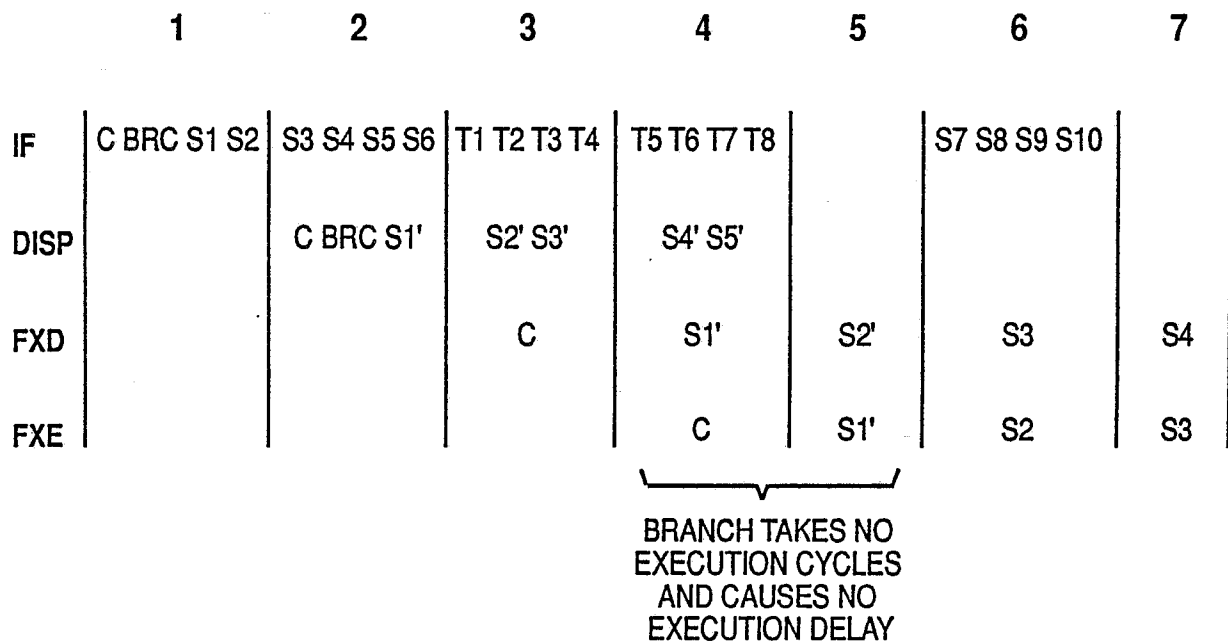 1 2 3 4 5 6 7
IF C BRC S1 S2 S3 S4 S5 S6 T1 T2 T3 T4 T5 T6 T7 T8 S7 S8 S9 S10
DISP C BRC S1' S2' S3' S4' S5'
FXD C S1' S2' S3 S4
FXE C S1' S2 S3
BRANCH TAKES NO
EXECUTION CYCLES
AND CAUSES NO
EXECUTION DELAY